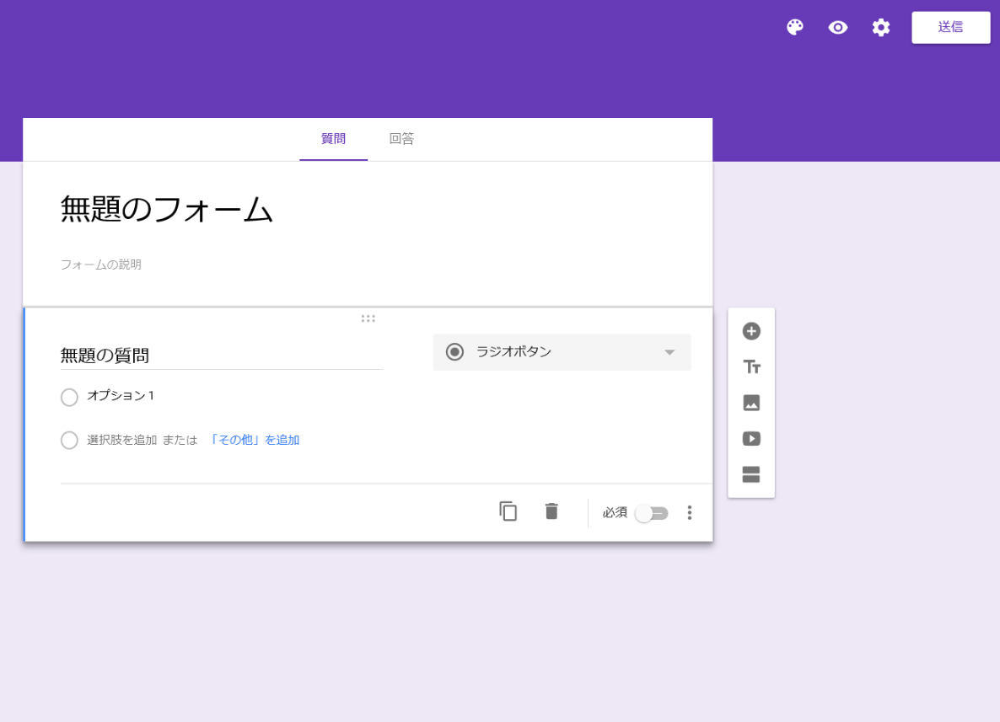 送信
質問 回答
無題のフォーム
フォームの説明
無題の質問
ラジオボタン
オプション 1
選択肢を追加 または 「その他」を追加
必須